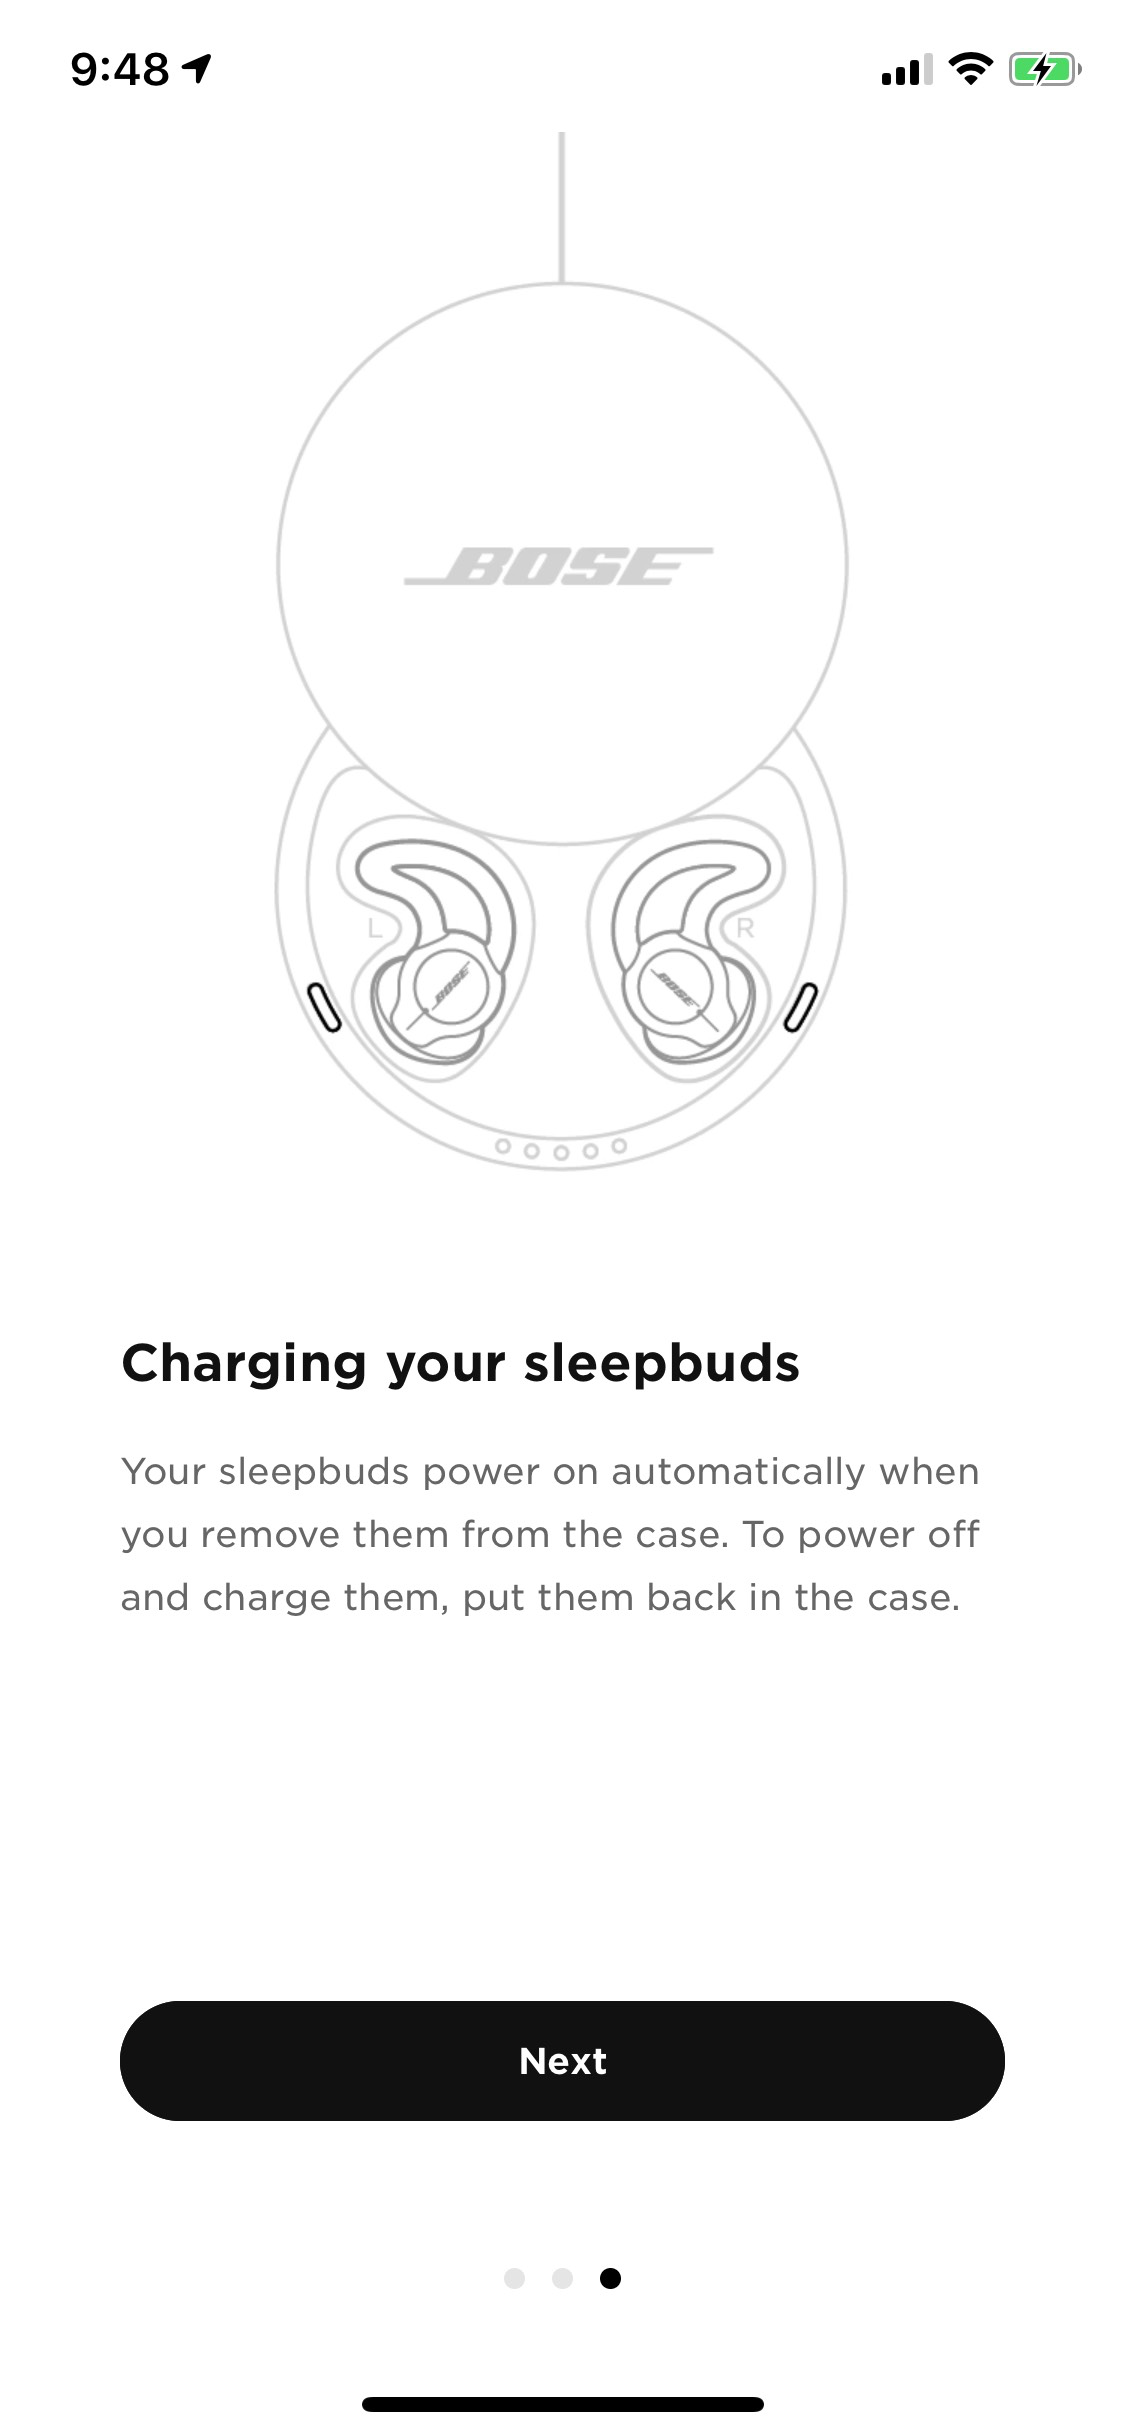 9:48
BOSE
L
R
BOSE
BOSE
Charging your sleepbuds
Your sleepbuds power on automatically when
you remove them from the case. To power off
and charge them, put them back in the case.
Next